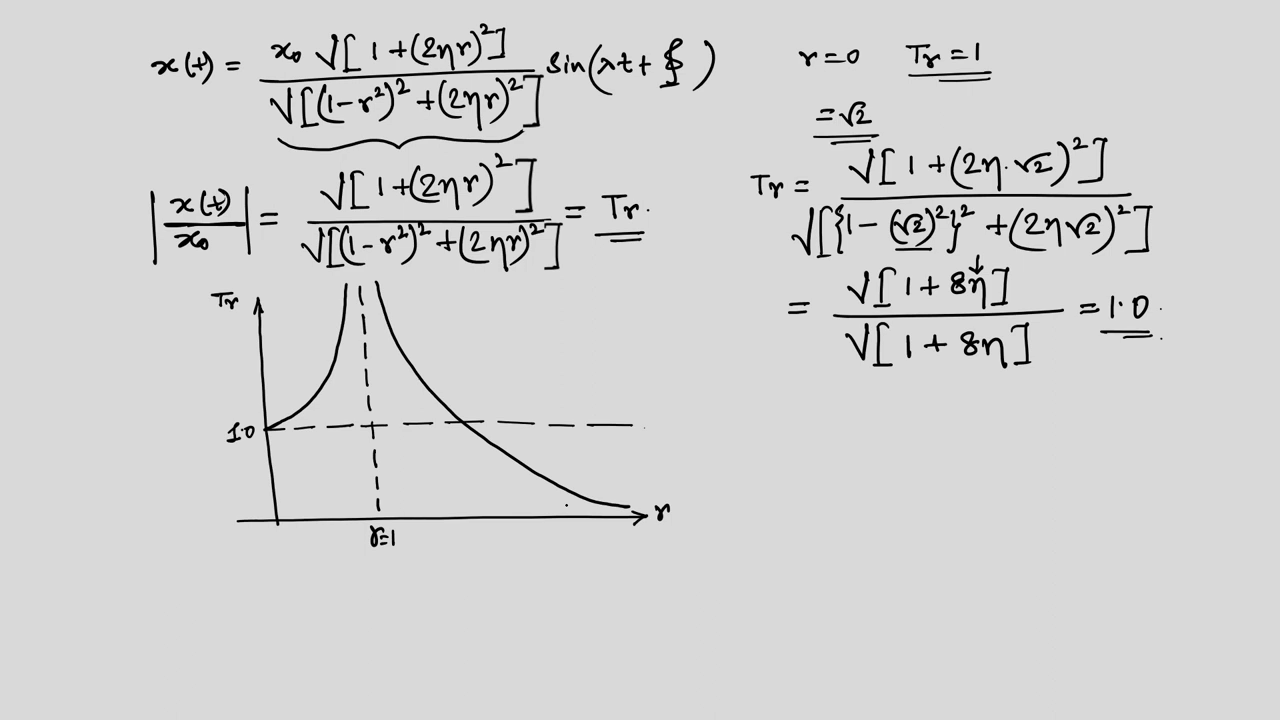 x(t) = x₀ √[1 + (2ηr)²] / √[(1 - r²)² + (2ηr)²] sin(λt + ∮ )
|x(t) / x₀| = √[1 + (2ηr)²] / √[(1 - r²)² + (2ηr)²] = Tr
Tr
1.0
r=1
r
r=0 Tr = 1
= √2
Tr = √[1 + (2η.√2)²] / √[{1 - (√2)²}² + (2η√2)²]
= √[1 + 8η] / √[1 + 8η] = 1.0